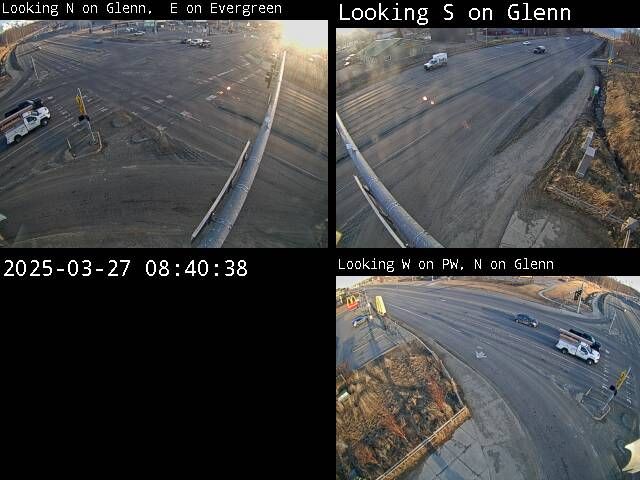 Looking N on Glenn,  E on Evergreen
Looking S on Glenn
2025-03-27 08:40:38
Looking W on PW, N on Glenn